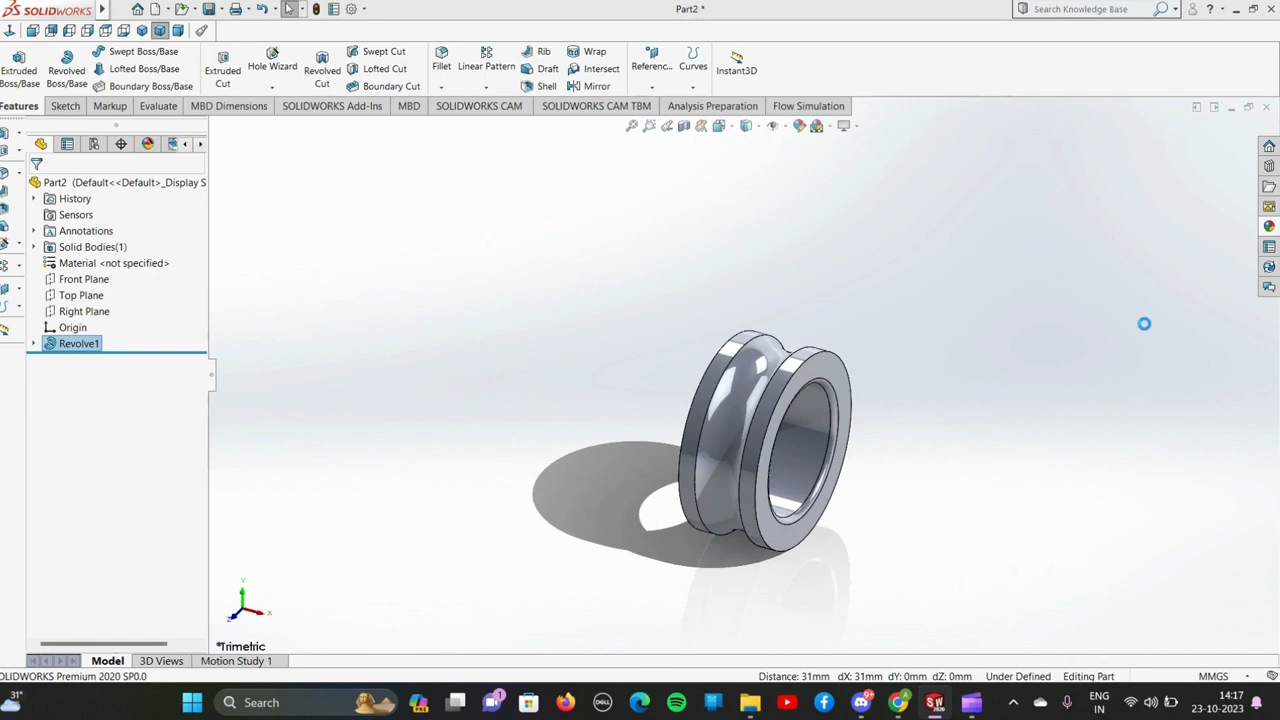 SOLIDWORKS
Part2 *
Search Knowledge Base
Swept Boss/Base
Lofted Boss/Base
Boundary Boss/Base
Extruded
Boss/Base
Revolved
Boss/Base
Extruded
Cut
Hole Wizard
Revolved
Cut
Swept Cut
Lofted Cut
Boundary Cut
Fillet
Linear Pattern
Rib
Draft
Shell
Wrap
Intersect
Mirror
Referenc...
Curves
Instant3D
Features
Sketch
Markup
Evaluate
MBD Dimensions
SOLIDWORKS Add-Ins
MBD
SOLIDWORKS CAM
SOLIDWORKS CAM TBM
Analysis Preparation
Flow Simulation
Part2 (Default<<Default>_Display S
History
Sensors
Annotations
Solid Bodies(1)
Material <not specified>
Front Plane
Top Plane
Right Plane
Origin
Revolve1
Y
X
Z
*Trimetric
Model
3D Views
Motion Study 1
OLIDWORKS Premium 2020 SP0.0
Distance: 31mm dX: 31mm dY: 0mm dZ: 0mm
Under Defined
Editing Part
MMGS
31°
Search
ENG
IN
14:17
23-10-2023